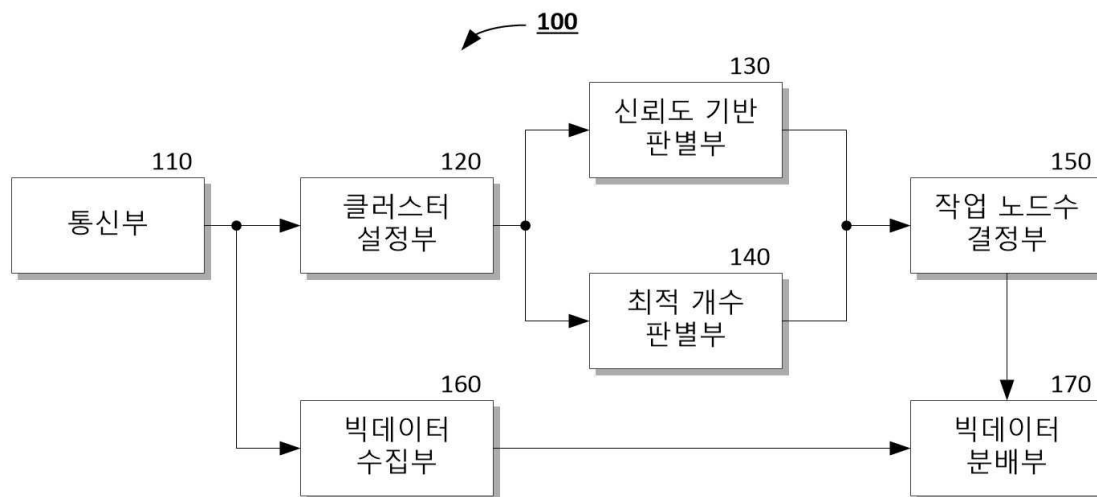 100
130
신뢰도 기반
판별부
110
통신부
120
클러스터
설정부
150
작업 노드수
결정부
140
최적 개수
판별부
160
빅데이터
수집부
170
빅데이터
분배부